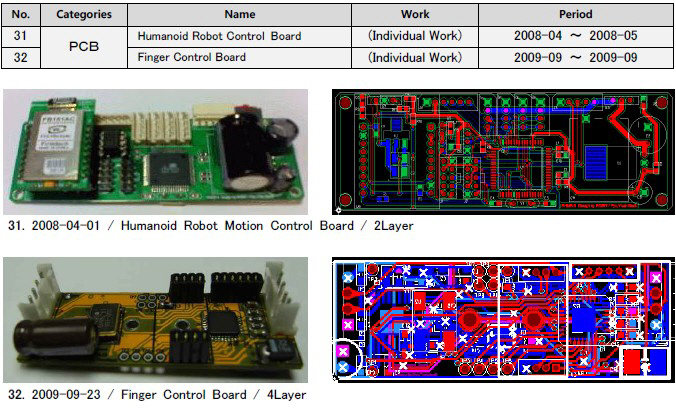 No. Categories Name Work Period
31 PCB Humanoid Robot Control Board (Individual Work) 2008-04 ～ 2008-05
32 Finger Control Board (Individual Work) 2009-09 ～ 2009-09
FB151AC
31. 2008-04-01 / Humanoid Robot Motion Control Board / 2Layer
32. 2009-09-23 / Finger Control Board / 4Layer